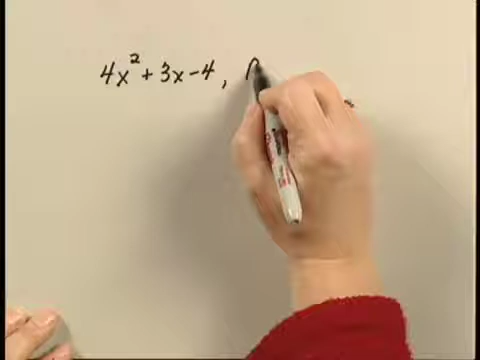 4x² + 3x - 4,